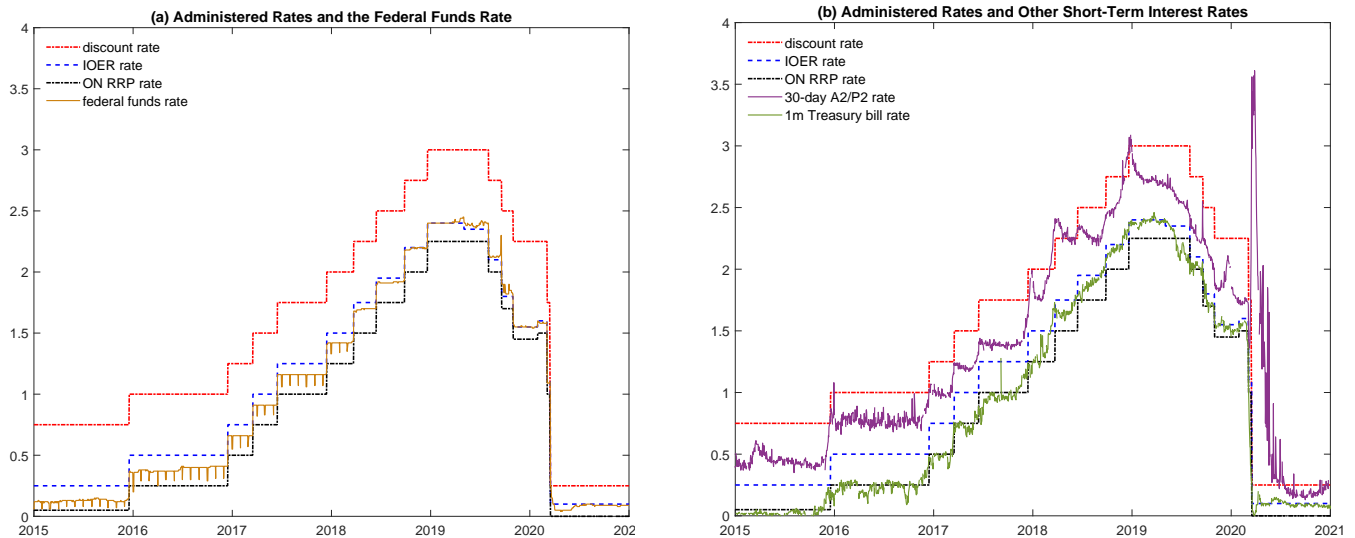 (a) Administered Rates and the Federal Funds Rate
4
3.5
3
2.5
2
1.5
1
0.5
0
discount rate
IOER rate
ON RRP rate
federal funds rate
2015 2016 2017 2018 2019 2020 202
(b) Administered Rates and Other Short-Term Interest Rates
4
3.5
3
2.5
2
1.5
1
0.5
0
discount rate
IOER rate
ON RRP rate
30-day A2/P2 rate
1m Treasury bill rate
2015 2016 2017 2018 2019 2020 2021